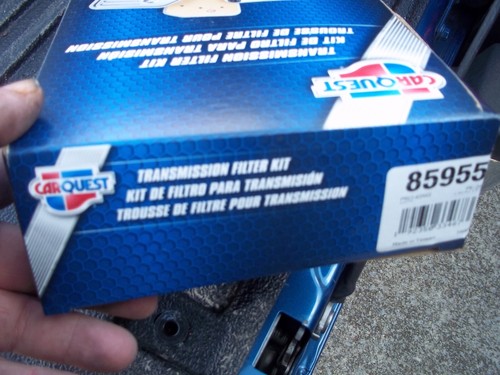 TRANSMISSION FILTER KIT
KIT DE FILTRO PARA TRANSMISIÓN
TROUSSE DE FILTRE POUR TRANSMISSION
CARQUEST
CARQUEST
TRANSMISSION FILTER KIT
KIT DE FILTRO PARA TRANSMISIÓN
TROUSSE DE FILTRE POUR TRANSMISSION
85955